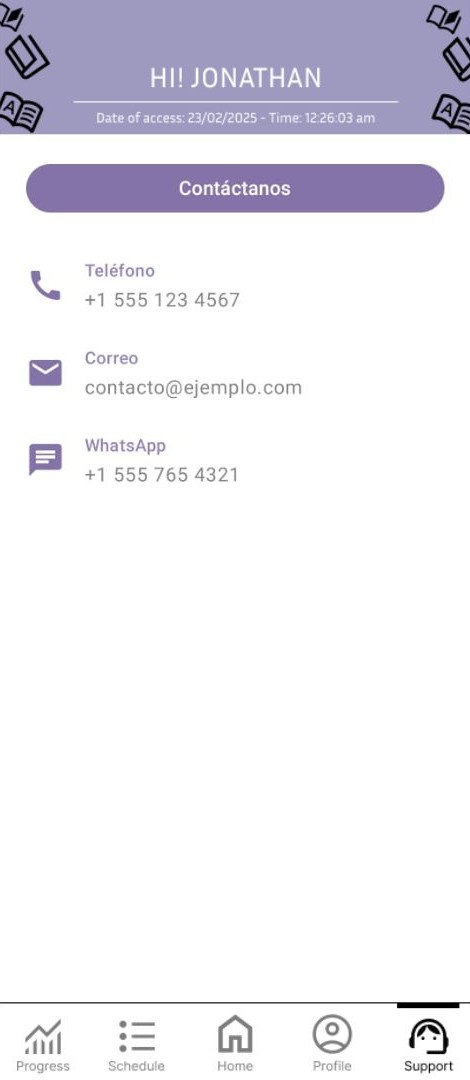 HI! JONATHAN
Date of access: 23/02/2025 - Time: 12:26:03 am
Contáctanos
Teléfono
+1 555 123 4567
Correo
contacto@ejemplo.com
WhatsApp
+1 555 765 4321
Progress Schedule Home Profile Support